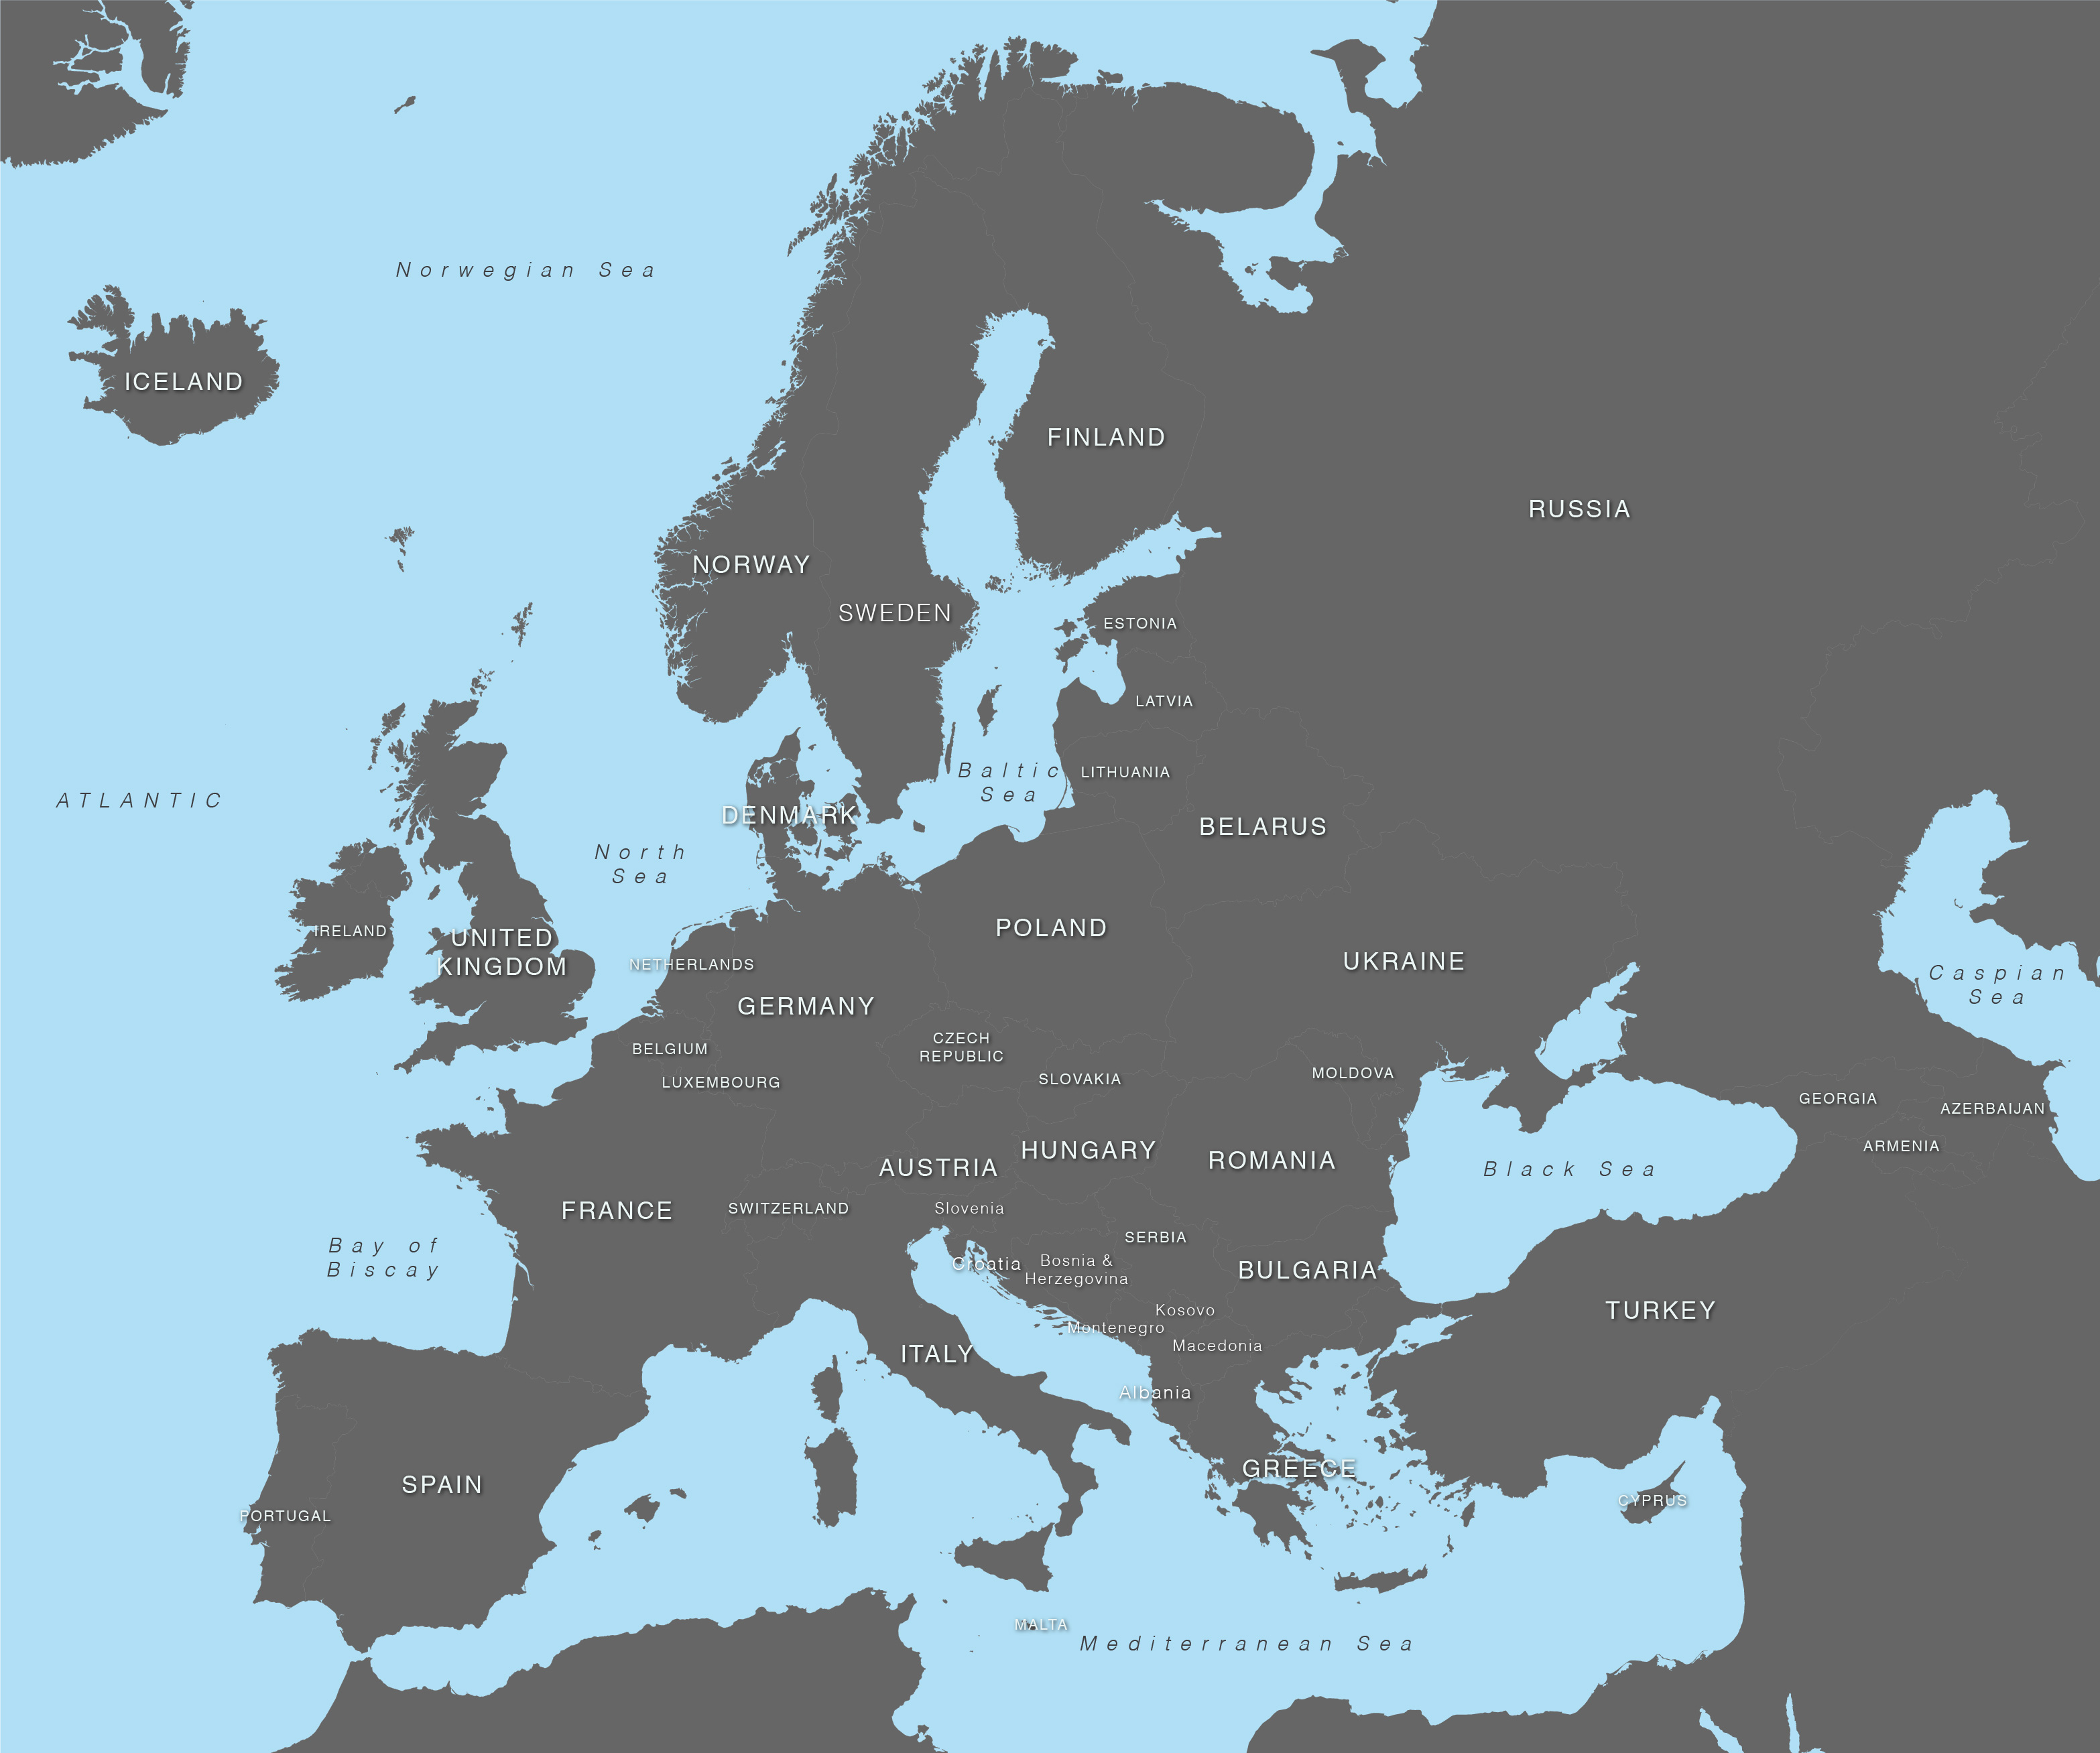 Norwegian Sea
ICELAND
FINLAND
RUSSIA
NORWAY
SWEDEN
ESTONIA
LATVIA
Baltic
Sea
LITHUANIA
ATLANTIC
DENMARK
BELARUS
North
Sea
IRELAND
UNITED
KINGDOM
POLAND
NETHERLANDS
UKRAINE
Caspian
Sea
GERMANY
CZECH
REPUBLIC
BELGIUM
LUXEMBOURG
SLOVAKIA
MOLDOVA
GEORGIA
AZERBAIJAN
ARMENIA
HUNGARY
AUSTRIA
ROMANIA
Black Sea
FRANCE
SWITZERLAND
Slovenia
SERBIA
Bay of
Biscay
Croatia
Bosnia &
Herzegovina
BULGARIA
Kosovo
TURKEY
Montenegro
Macedonia
ITALY
Albania
GREECE
SPAIN
PORTUGAL
CYPRUS
MALTA
Mediterranean Sea